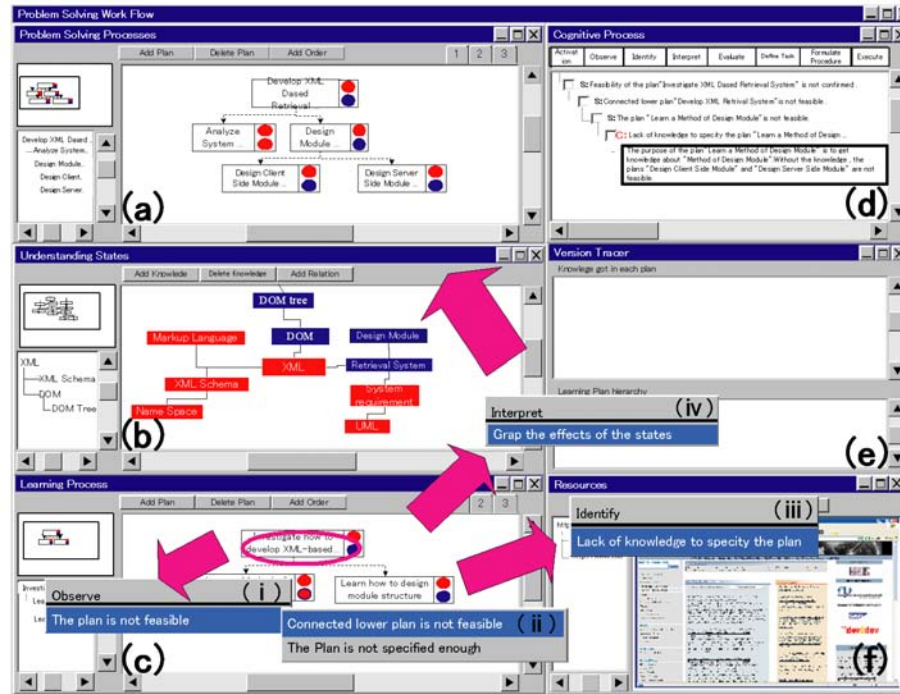 Problem Solving Work Flow
Problem Solving Processes
Add Plan
Delete Plan
Add Order
1
2
3
Develop XML
Dased
Retrieval
Analyze
System ...
Design
Module ...
Design Client
Side Module ..
Design Server
Side Module ...
Develop XML Dased ..
... Analyze System..
Design Module.
Design Client.
Design Server.
(a)
Cognitive Process
Activat
ion
Observe
Identify
Interpret
Evaluate
Define Task
Formulate
Procedure
Execute
S: Feasibility of the plan"Investigate XML Dased Retrieval System" is not confirmed .
S: Connected lower plan"Develop XML Retrival System"is not feasible .
S: The plan "Learn a Method of Design Module" is not feasible.
C: Lack of knowledge to specify the plan "Learn a Method of Design ...
The purpose of the plan "Learn a Method of Design Module" is to get
knowledge about "Method of Design Module".Without the knowledge , the
plans "Design Client Side Module" and "Design Server Side Module" are not
feasible.
(d)
Understanding States
Add Knowlede
Delete Knowledge
Add Relation
DOM tree
Markup Language
DOM
Design Module
XML
Retrieval System
XML Schema
System
requirement
Name Space
UML
XML
XML Schema
DOM
DOM Tree
(b)
Version Tracer
Knowlege got in each plan
Learning Plan hierarchy
(e)
Interpret
(iv)
Grap the effects of the states
Learning Process
Add Plan
Delete Plan
Add Order
2
3
develop XML-based...
Learn how to design
module structure
Investi
Lea
Lea
Observe
(i)
The plan is not feasible
Connected lower plan is not feasible
(ii)
The Plan is not specified enough
(c)
Resources
Identify
(iii)
Lack of knowledge to specity the plan
(f)